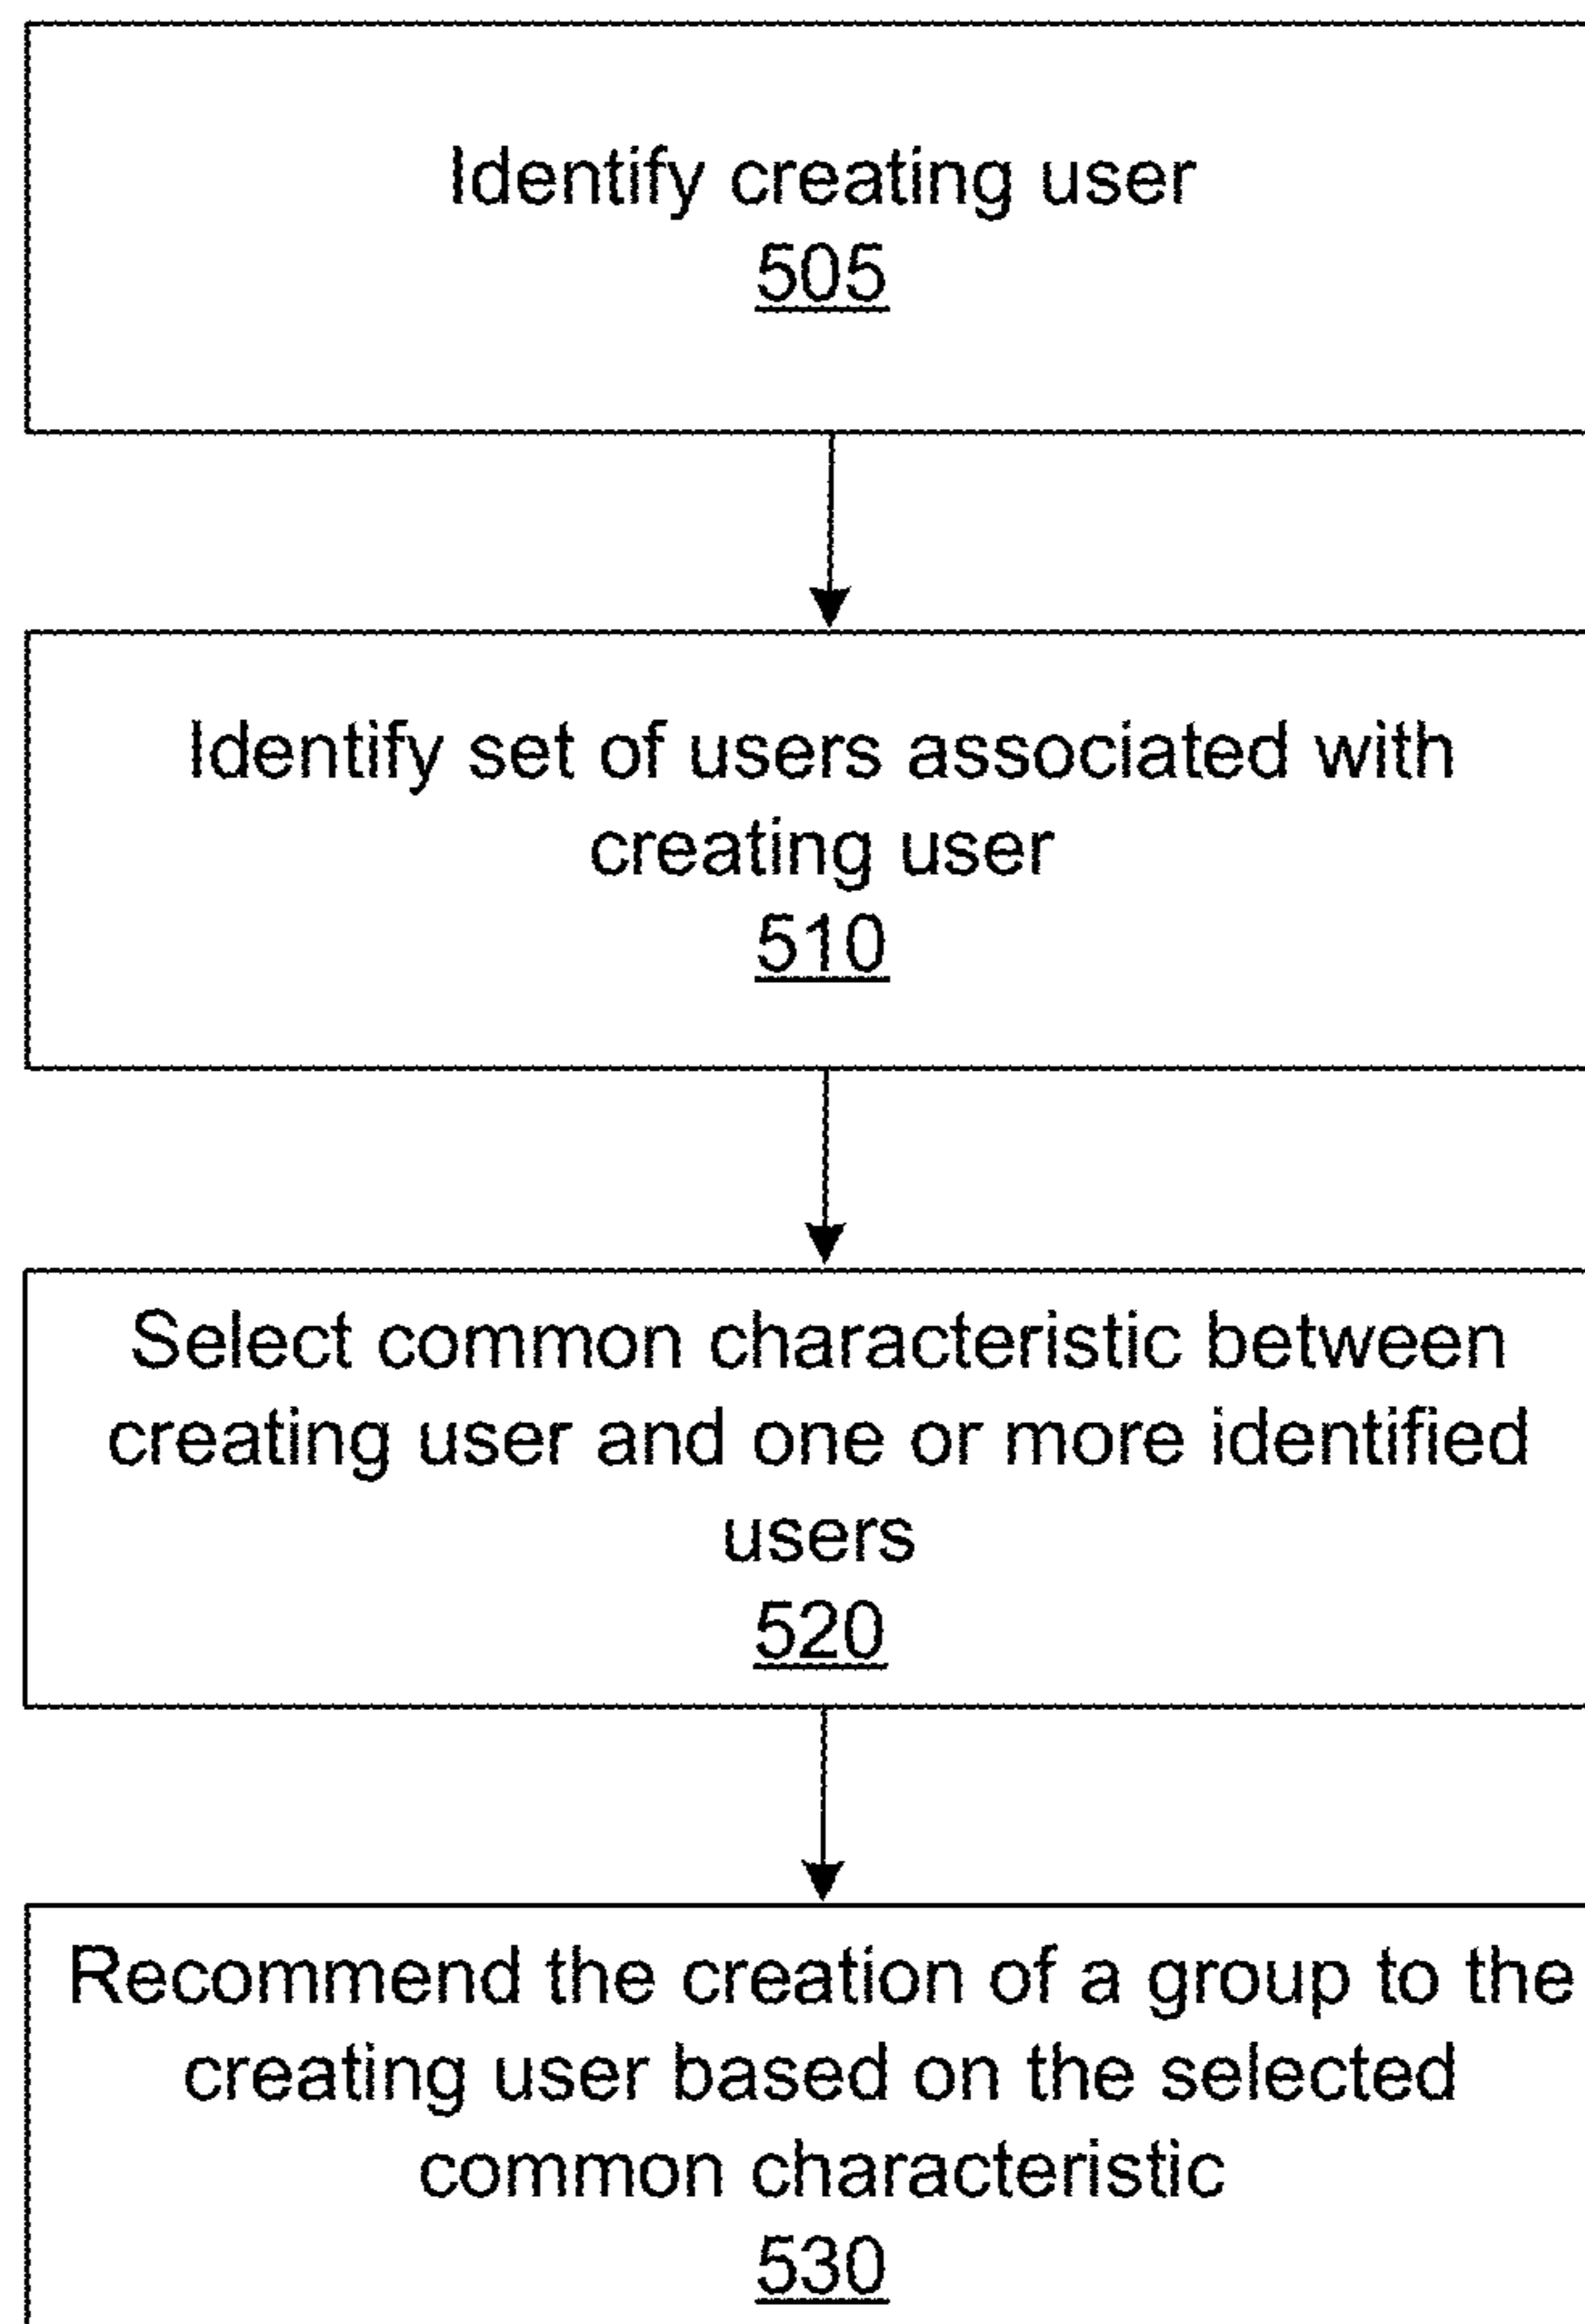 Identify creating user
505
Identify set of users associated with
creating user
510
Select common characteristic between
creating user and one or more identified
users
520
Recommend the creation of a group to the
creating user based on the selected
common characteristic
530